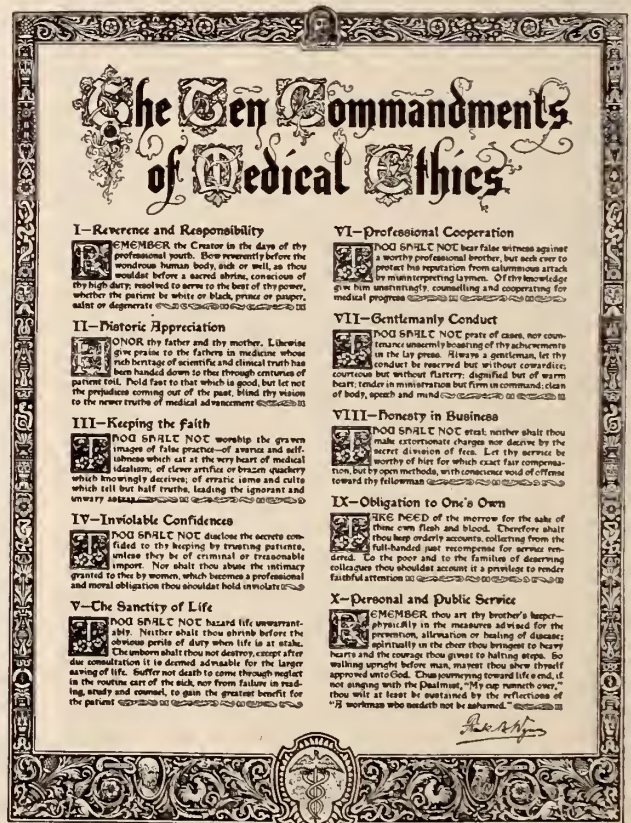 The Ten Commandments
of Medical Ethics
I—Reverence and Responsibility
REMEMBER the Creator in the days of thy
professional youth. Bow reverently before the
wondrous human body, sick or well, as thou
wouldst before a sacred shrine, conscious of
thy high duty; resolved to serve to the best of thy power,
whether the patient be white or black, prince or pauper,
saint or degenerate
II—Historic Appreciation
HONOR thy father and thy mother. Likewise
give praise to the fathers in medicine whose
rich heritage of scientific and clinical truth has
been handed down to thee through centuries of
patient toil. Hold fast to that which is good, but let not
the prejudices coming out of the past, blind thy vision
to the newer truths of medical advancement
III—Keeping the Faith
THOU SHALT NOT worship the graven
images of false practice—of avarice and self-
ishness which eat at the very heart of medical
idealism; of clever artifice or brazen quackery
which knowingly deceives; of erratic isms and cults
which tell but half truths, leading the ignorant and
unwary astray
IV—Inviolable Confidences
THOU SHALT NOT disclose the secrets con-
fided to thy keeping by trusting patients,
unless they be of criminal or treasonable
import. Nor shalt thou abuse the intimacy
granted to thee by women, which becomes a professional
and moral obligation thou shouldst hold inviolate
V—The Sanctity of Life
THOU SHALT NOT hazard life unwarrant-
ably. Neither shalt thou shrink before the
obvious perils of duty when life is at stake.
The unborn shalt thou not destroy, except after
due consultation it is deemed advisable for the larger
saving of life. Suffer not death to come through neglect
in the routine care of the sick, nor from failure in read-
ing, study and counsel, to gain the greatest benefit for
the patient
VI—Professional Cooperation
THOU SHALT NOT bear false witness against
a worthy professional brother, but seek ever to
protect his reputation from calumnious attack
by misinterpreting laymen. Of thy knowledge
give him unstintingly, counselling and cooperating for
medical progress
VII—Gentlemanly Conduct
THOU SHALT NOT prate of cases, nor coun-
tenance unseemly boasting of thy achievements
in the lay press. Always a gentleman, let thy
conduct be reserved but without cowardice;
courteous but without flattery; dignified but of warm
heart; tender in ministration but firm in command; clean
of body, speech and mind
VIII—Honesty in Business
THOU SHALT NOT steal; neither shalt thou
make extortionate charges nor deceive by the
secret division of fees. Let thy service be
worthy of hire for which exact fair compensa-
tion, but by open methods, with conscience void of offense
toward thy fellowman
IX—Obligation to One's Own
TAKE HEED of the morrow for the sake of
thine own flesh and blood. Therefore shalt
thou keep orderly accounts, collecting from the
full-handed just recompense for service ren-
dered. To the poor and to the families of deserving
colleagues thou shouldst account it a privilege to render
faithful attention
X—Personal and Public Service
REMEMBER thou art thy brother's keeper—
physically in the measures advised for the
prevention, alleviation or healing of disease;
spiritually in the cheer thou bringest to heavy
hearts and the courage thou givest to halting steps. So
walking upright before man, mayest thou shew thyself
approved unto God. Thus journeying toward life's end, if
not singing with the Psalmist, "My cup runneth over,"
thou wilt at least be sustained by the reflections of
"A workman who needeth not be ashamed."